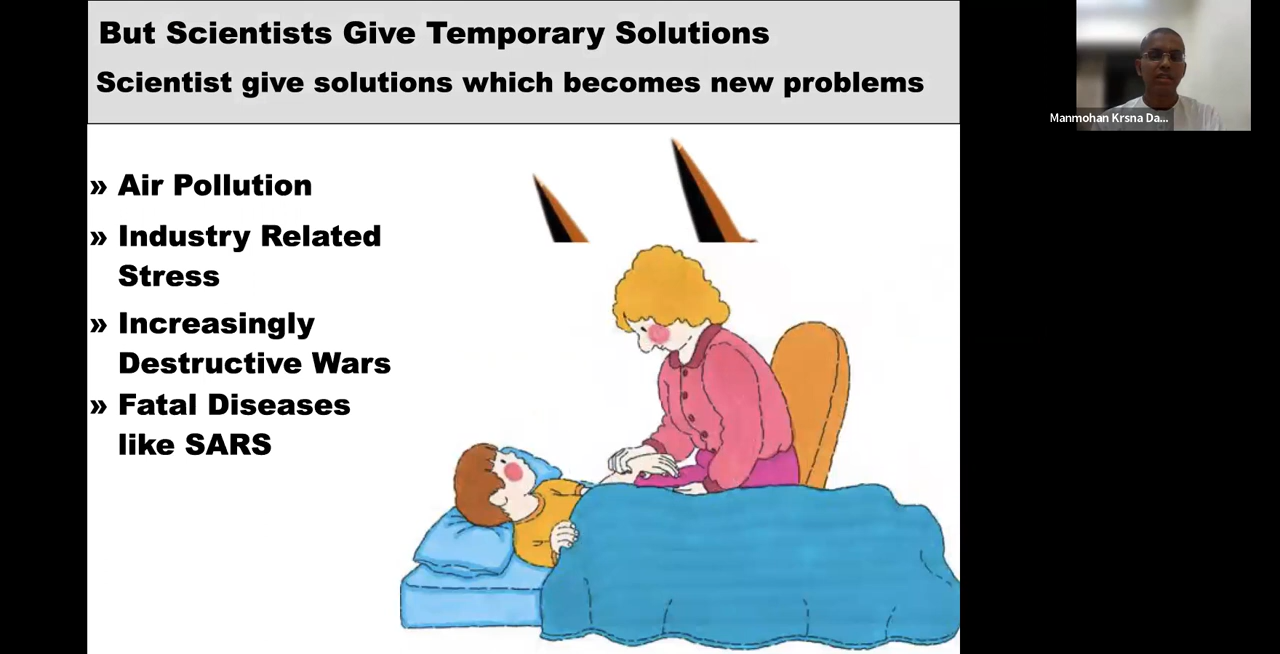 But Scientists Give Temporary Solutions
Scientist give solutions which becomes new problems
» Air Pollution
» Industry Related
Stress
» Increasingly
Destructive Wars
» Fatal Diseases
like SARS
Manmohan Krsna Da...